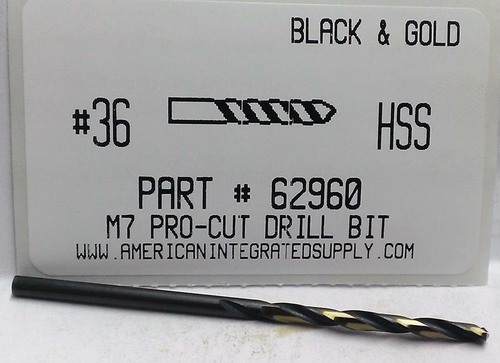 BLACK & GOLD
#36
HSS
PART # 62960
M7 PRO-CUT DRILL BIT
WWW.AMERICANINTEGRATEDSUPPLY.COM